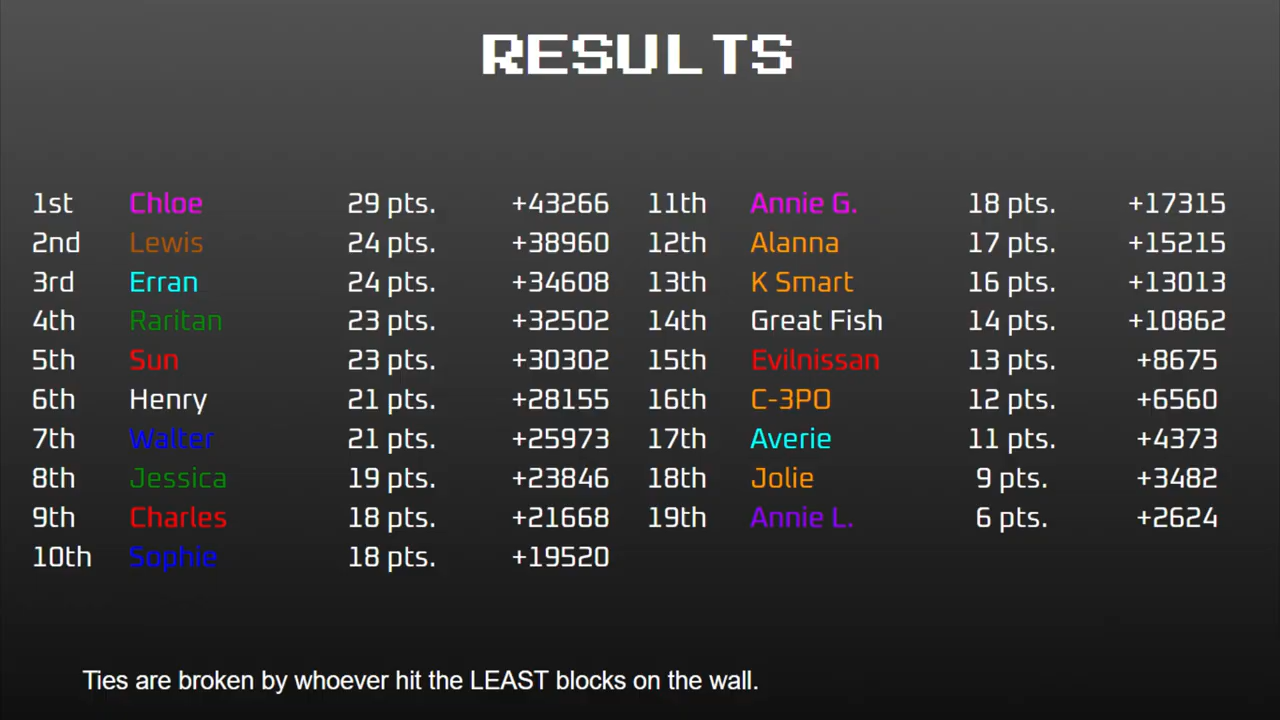 RESULTS
1st Chloe 29 pts. +43266
2nd Lewis 24 pts. +38960
3rd Erran 24 pts. +34608
4th Raritan 23 pts. +32502
5th Sun 23 pts. +30302
6th Henry 21 pts. +28155
7th Walter 21 pts. +25973
8th Jessica 19 pts. +23846
9th Charles 18 pts. +21668
10th Sophie 18 pts. +19520
11th Annie G. 18 pts. +17315
12th Alanna 17 pts. +15215
13th K Smart 16 pts. +13013
14th Great Fish 14 pts. +10862
15th Evilnissan 13 pts. +8675
16th C-3PO 12 pts. +6560
17th Averie 11 pts. +4373
18th Jolie 9 pts. +3482
19th Annie L. 6 pts. +2624
Ties are broken by whoever hit the LEAST blocks on the wall.